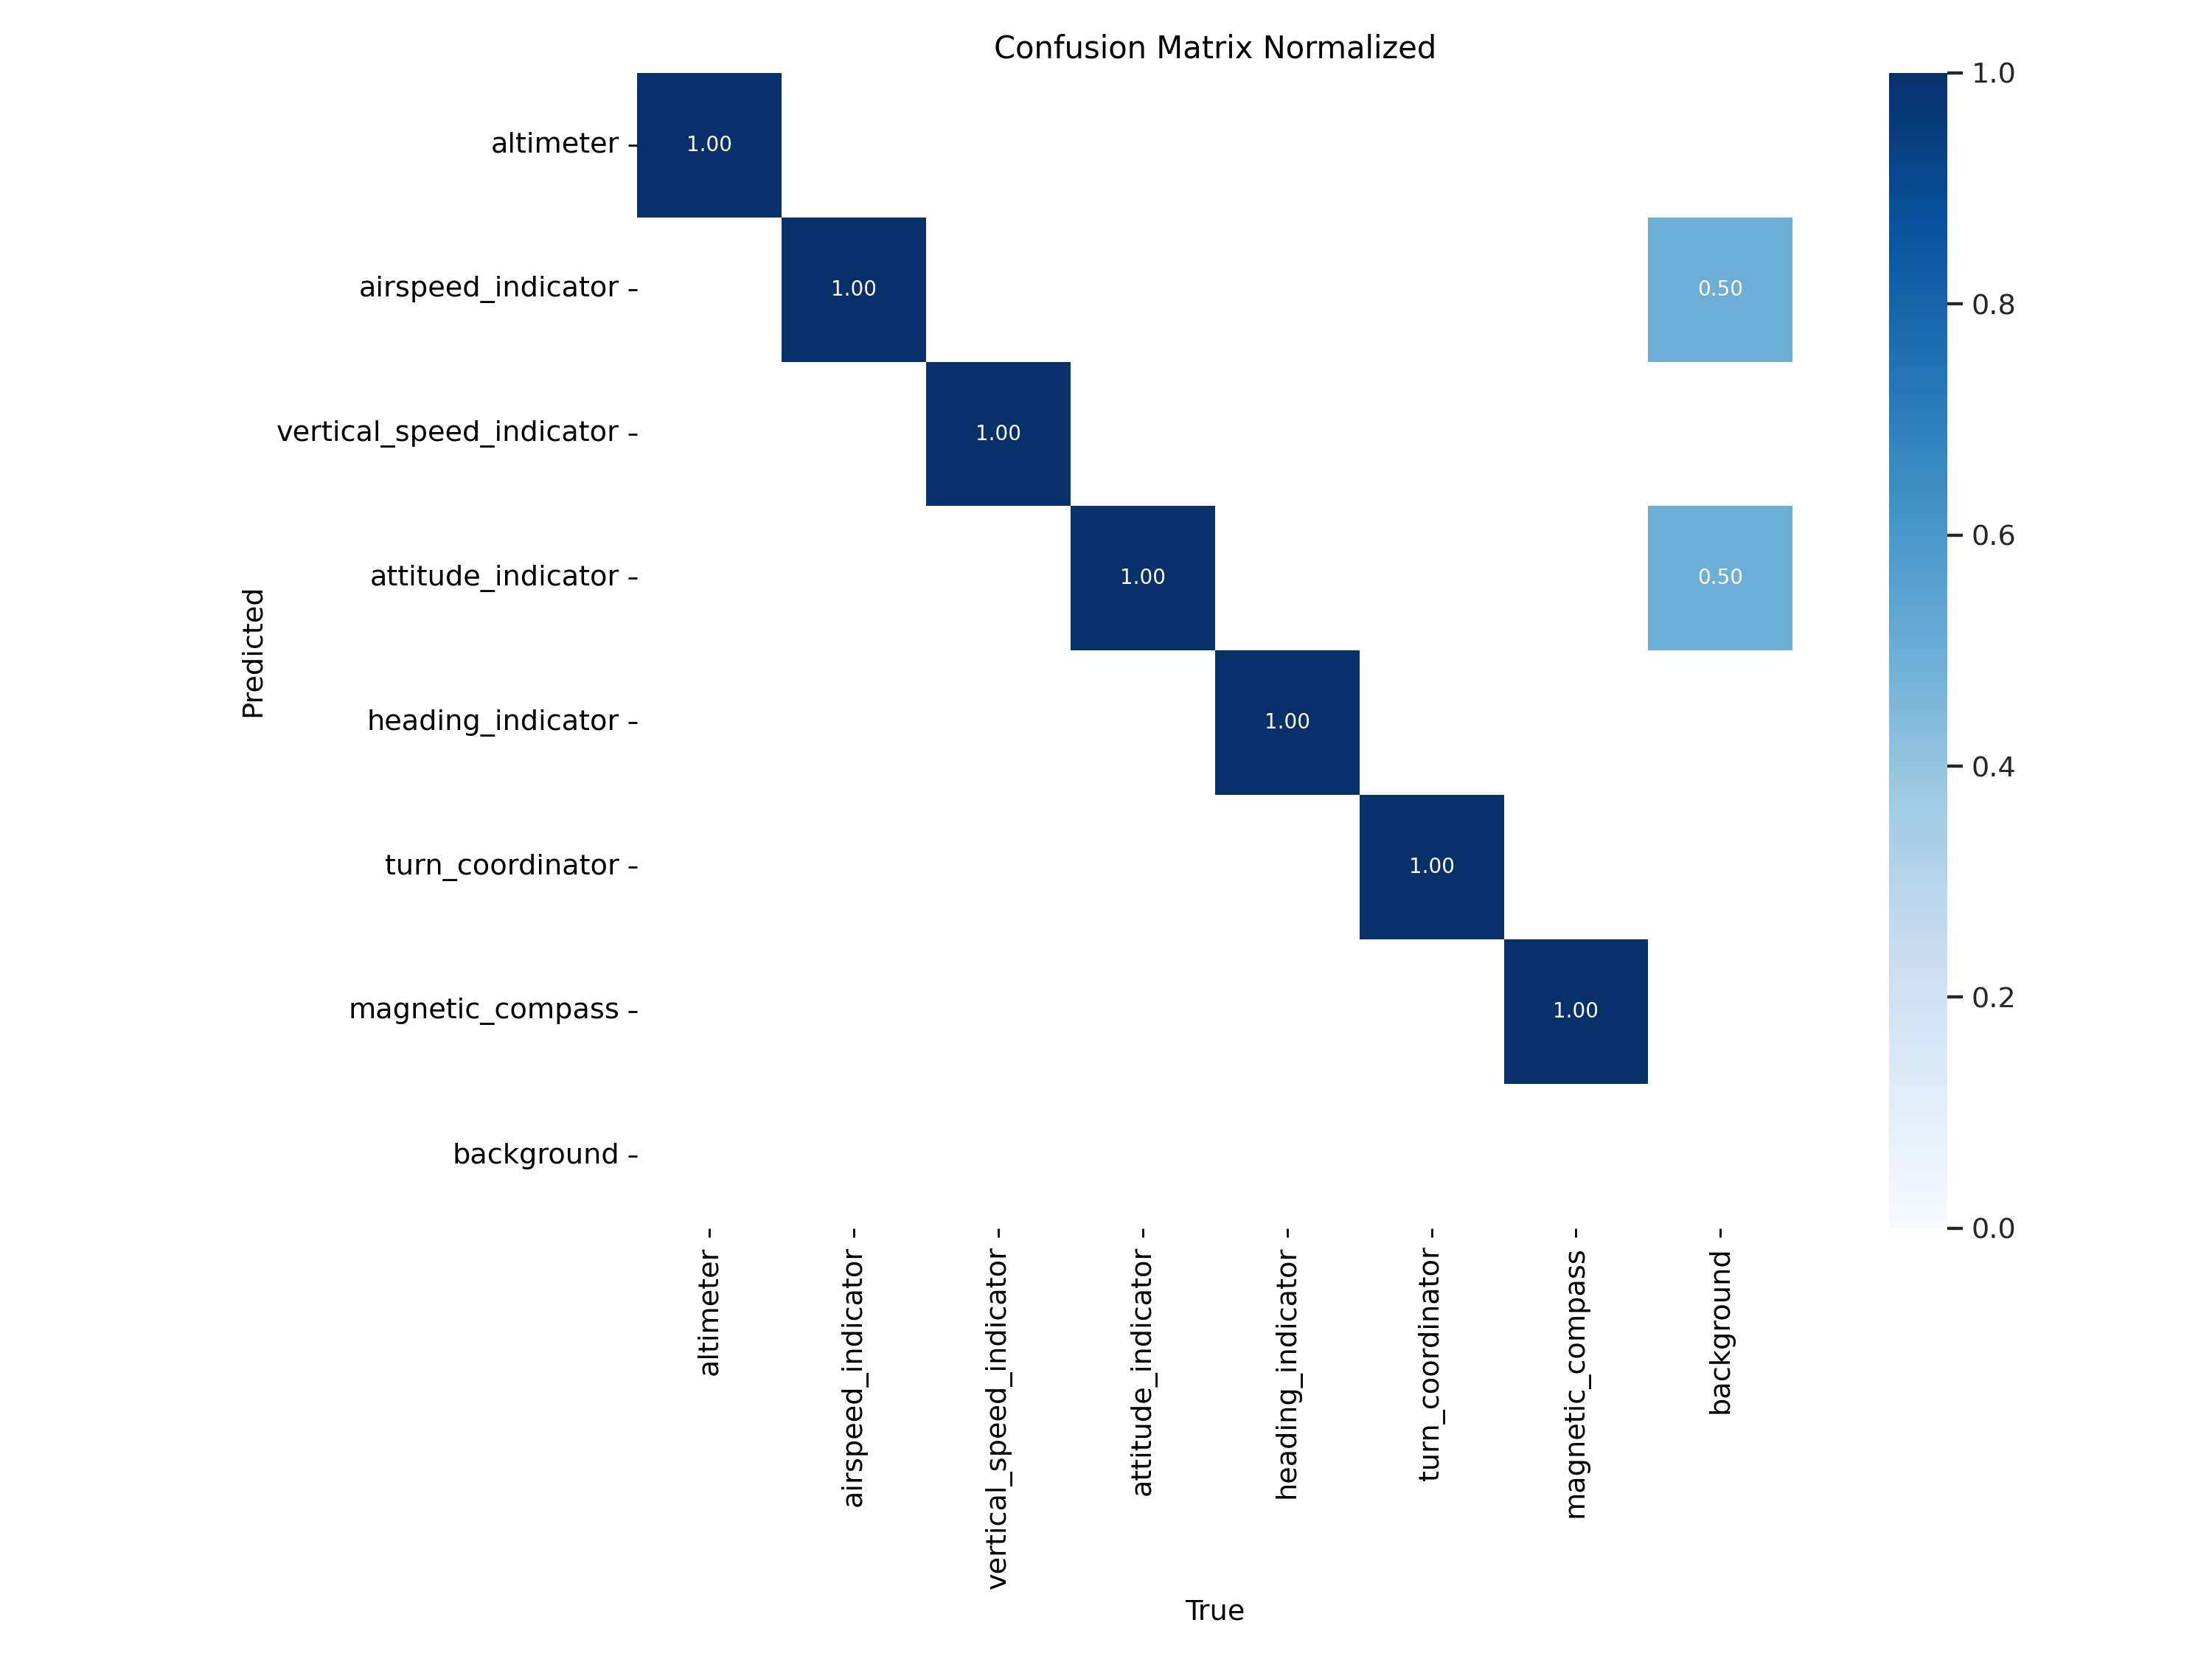 Confusion Matrix Normalized
altimeter
1.00
airspeed_indicator
1.00
0.50
vertical_speed_indicator
1.00
attitude_indicator
1.00
0.50
heading_indicator
1.00
turn_coordinator
1.00
magnetic_compass
1.00
background
Predicted
altimeter
airspeed_indicator
vertical_speed_indicator
attitude_indicator
heading_indicator
turn_coordinator
magnetic_compass
background
True
1.0
0.8
0.6
0.4
0.2
0.0